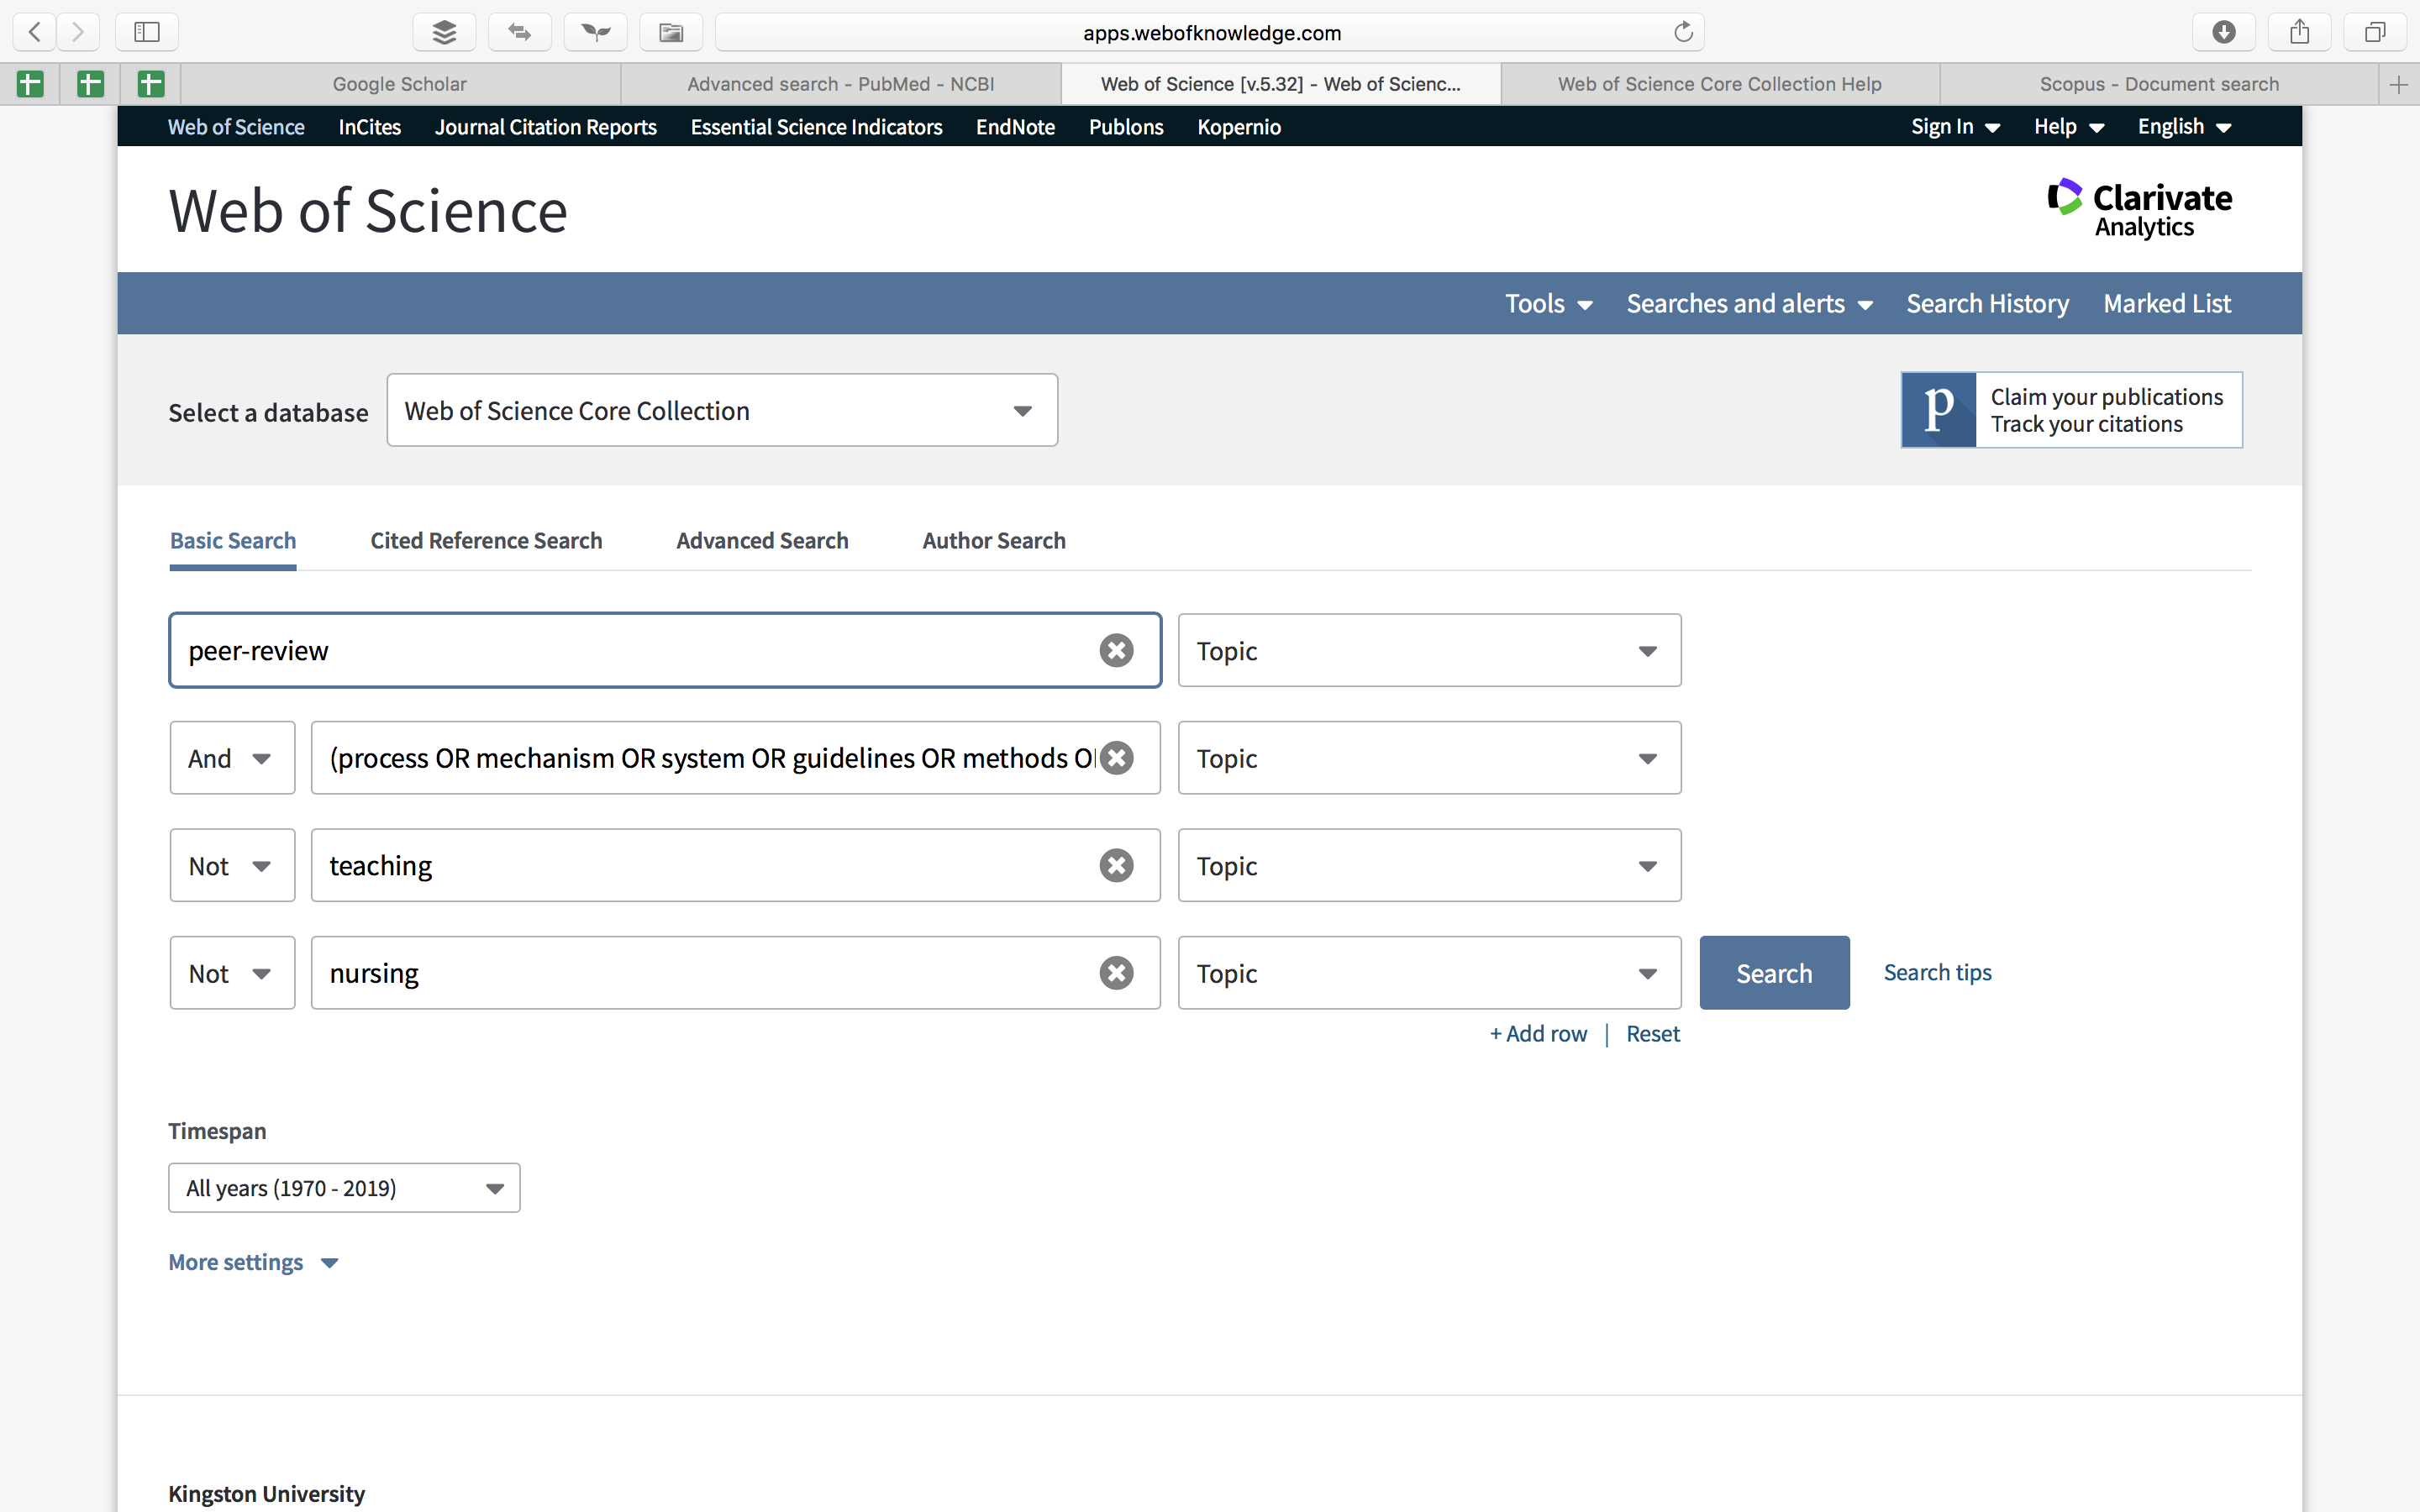 apps.webofknowledge.com
Google Scholar
Advanced search - PubMed - NCBI
Web of Science [v.5.32] - Web of Scienc...
Web of Science Core Collection Help
Scopus - Document search
Web of Science InCites Journal Citation Reports Essential Science Indicators EndNote Publons Kopernio Sign In Help English
Web of Science
Clarivate
Analytics
Tools Searches and alerts Search History Marked List
Select a database Web of Science Core Collection
p
Claim your publications
Track your citations
Basic Search Cited Reference Search Advanced Search Author Search
peer-review Topic
And (process OR mechanism OR system OR guidelines OR methods Topic
Not teaching Topic
Not nursing Topic Search Search tips
+ Add row | Reset
Timespan
All years (1970 - 2019)
More settings
Kingston University